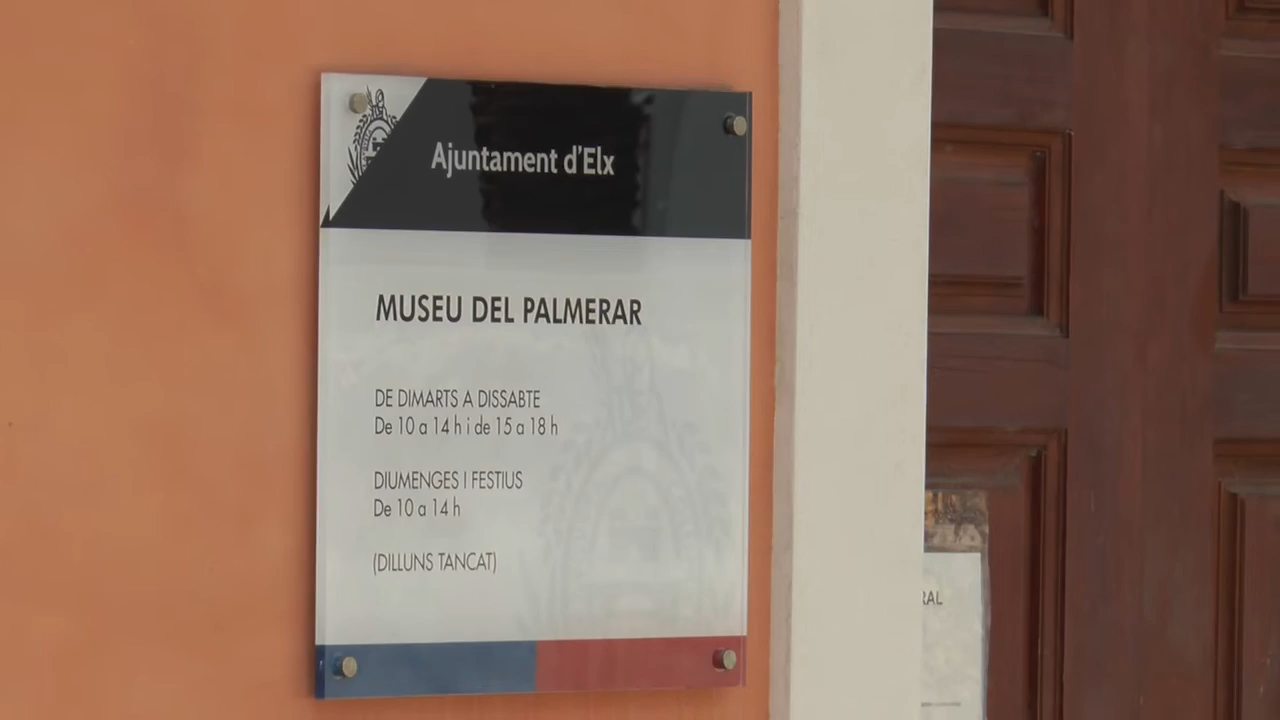 Ajuntament d'Elx
MUSEU DEL PALMERAR
DE DIMARTS A DISSABTE
De 10 a 14 h i de 15 a 18 h
DIUMENGES I FESTIUS
De 10 a 14 h
(DILLUNS TANCAT)